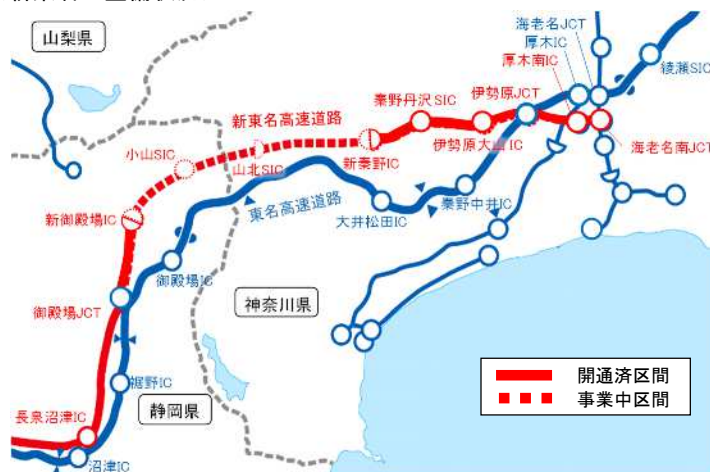 山梨県
海老名JCT
厚木IC
厚木南IC
綾瀬SIC
伊勢原JCT
秦野丹沢SIC
新東名高速道路
小山SIC
山北SIC
新秦野IC
伊勢原大山IC
海老名南JCT
新御殿場IC
東名高速道路
大井松田IC
秦野中井IC
御殿場IC
御殿場JCT
神奈川県
裾野IC
静岡県
長泉沼津IC
沼津IC
開通済区間
事業中区間